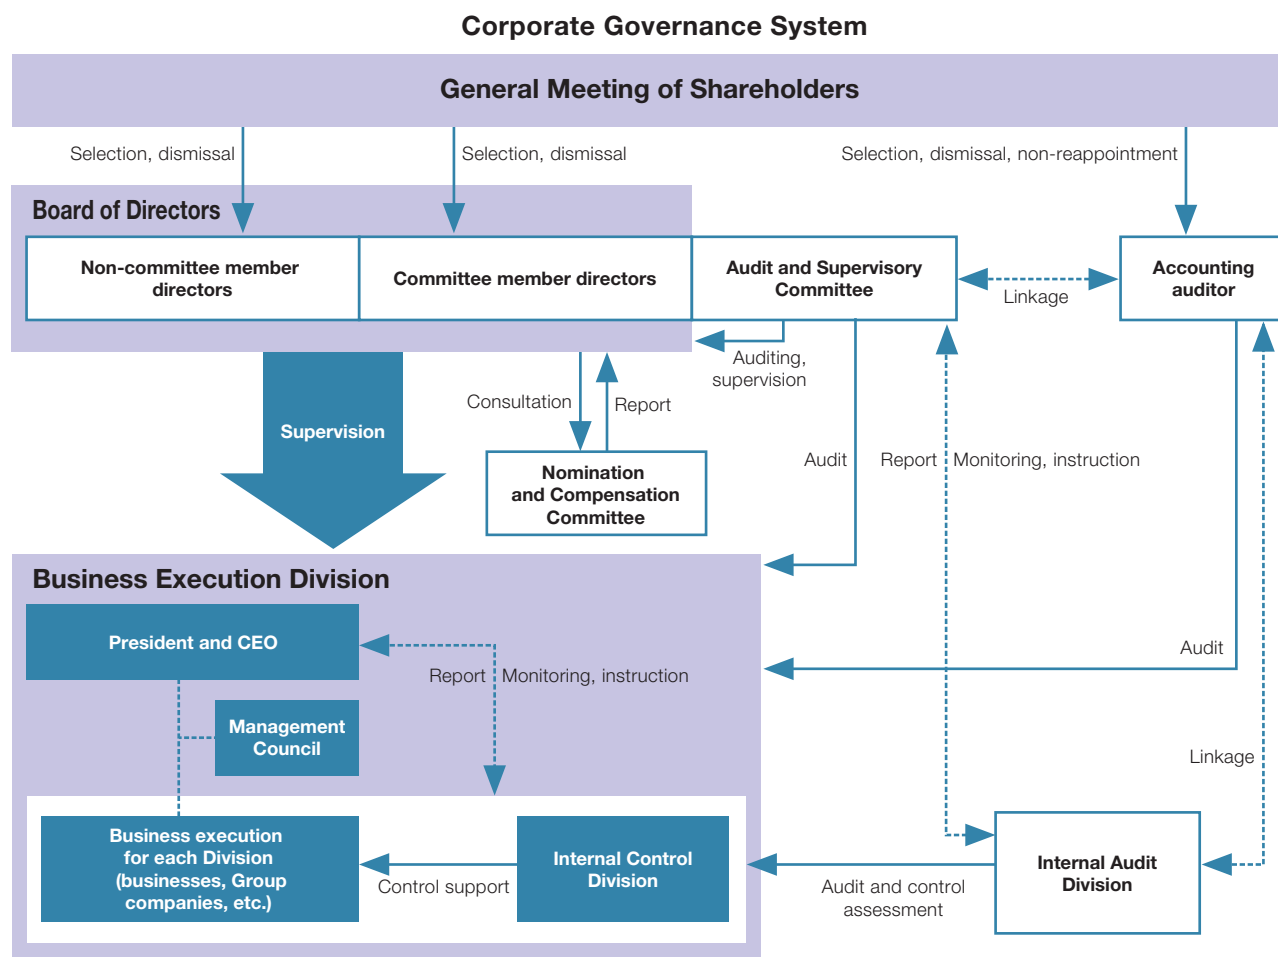 Corporate Governance System
General Meeting of Shareholders
Selection, dismissal
Selection, dismissal
Selection, dismissal, non-reappointment
Board of Directors
Non-committee member
directors
Committee member directors
Audit and Supervisory
Committee
Linkage
Accounting
auditor
Auditing,
supervision
Supervision
Consultation
Report
Nomination
and Compensation
Committee
Audit
Report
Monitoring, instruction
Business Execution Division
President and CEO
Report
Monitoring, instruction
Audit
Management
Council
Linkage
Business execution
for each Division
(businesses, Group
companies, etc.)
Control support
Internal Control
Division
Audit and control
assessment
Internal Audit
Division